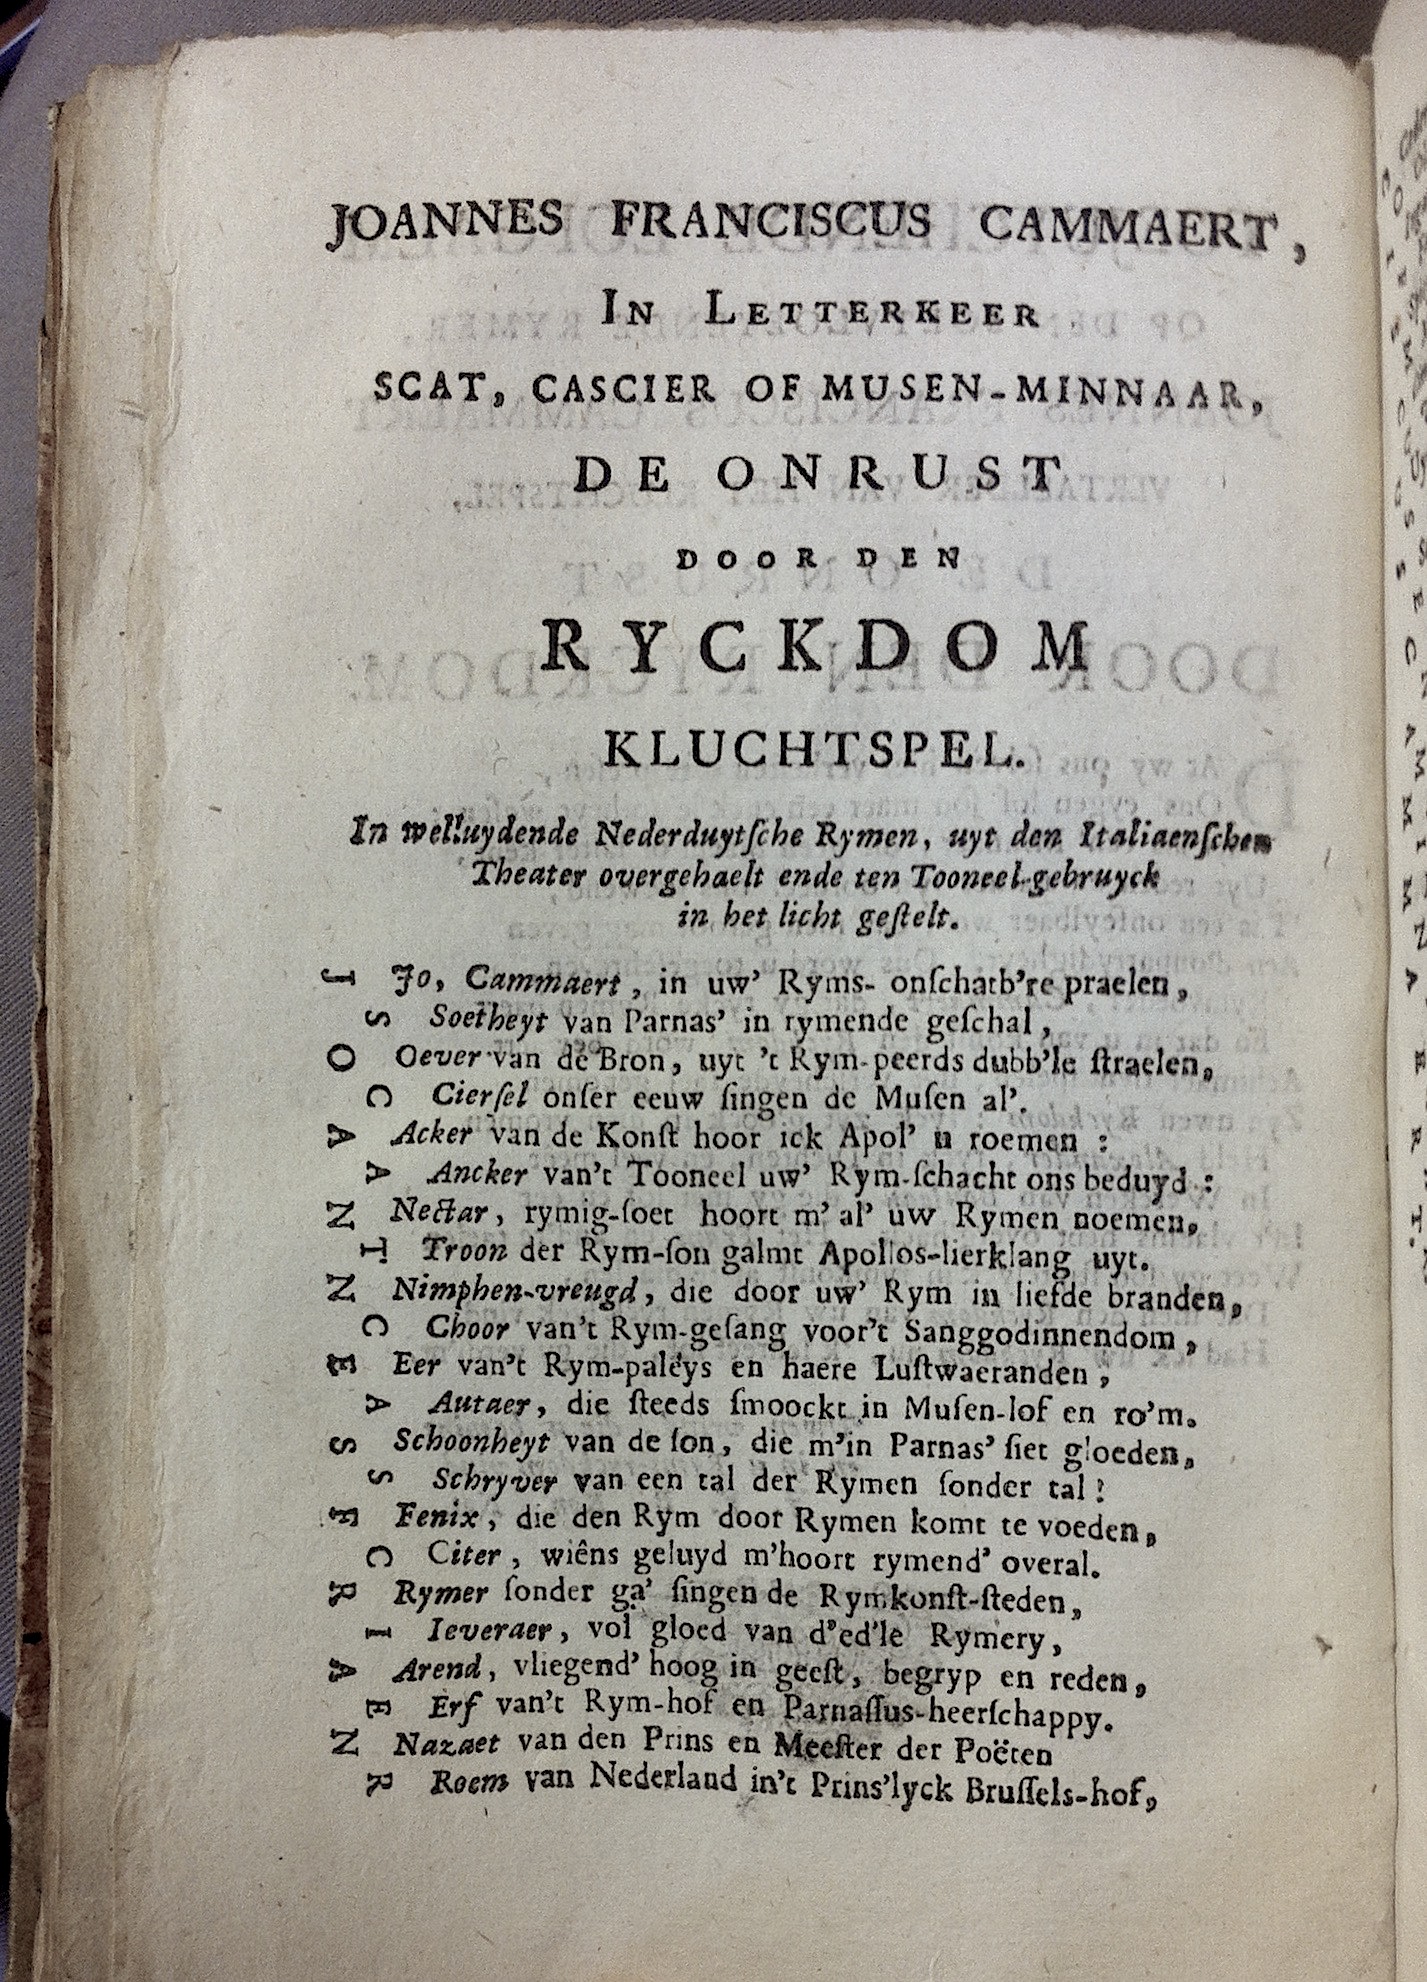 JOANNES FRANCISCUS CAMMAERT,
IN LETTERKEER
SCAT, CASCIER OF MUSEN-MINNAAR,
DE ONRUST
DOOR DEN
RYCKDOM
KLUCHTSPEL.
In welluydende Nederduytſche Rymen, uyt den Italiaenſchen
Theater overgehaelt ende ten Tooneel-gebruyck
in het licht geſtelt.
J Jo, Cammaert, in uw' Ryms- onſchatb're praelen,
S Soetheyt van Parnas' in rymende geſchal,
O Oever van de Bron, uyt 't Rym-peerds dubb'le ſtraelen,
C Cierſel onſer eeuw ſingen de Muſen al'.
A Acker van de Konſt hoor ick Apol' u roemen :
A Ancker van't Tooneel uw' Rym-ſchacht ons beduyd :
N Nectar, rymig-ſoet hoort m' al' uw Rymen noemen,
T Troon der Rym-ſon galmt Apollos-lierklang uyt.
N Nimphen-vreugd, die door uw' Rym in liefde branden,
C Choor van't Rym-geſang voor't Sanggodinnendom,
E Eer van't Rym-paleys en haere Luſtwaeranden,
A Autaer, die ſteeds ſmoockt in Muſen-lof en ro'm.
S Schoonheyt van de ſon, die m'in Parnas' ſiet gloeden,
S Schryver van een tal der Rymen ſonder tal!
F Fenix, die den Rym door Rymen komt te voeden,
C Citer, wiêns geluyd m'hoort rymend' overal.
R Rymer ſonder ga' ſingen de Rymkonſt-ſteden,
I Ieveraer, vol gloed van d'ed'le Rymery,
A Arend, vliegend' hoog in geeſt, begryp en reden,
E Erf van't Rym-hof en Parnaſſus-heerſchappy.
N Nazaet van den Prins en Meeſter der Poëten
R Roem van Nederland in't Prins'lyck Bruſſels-hof,